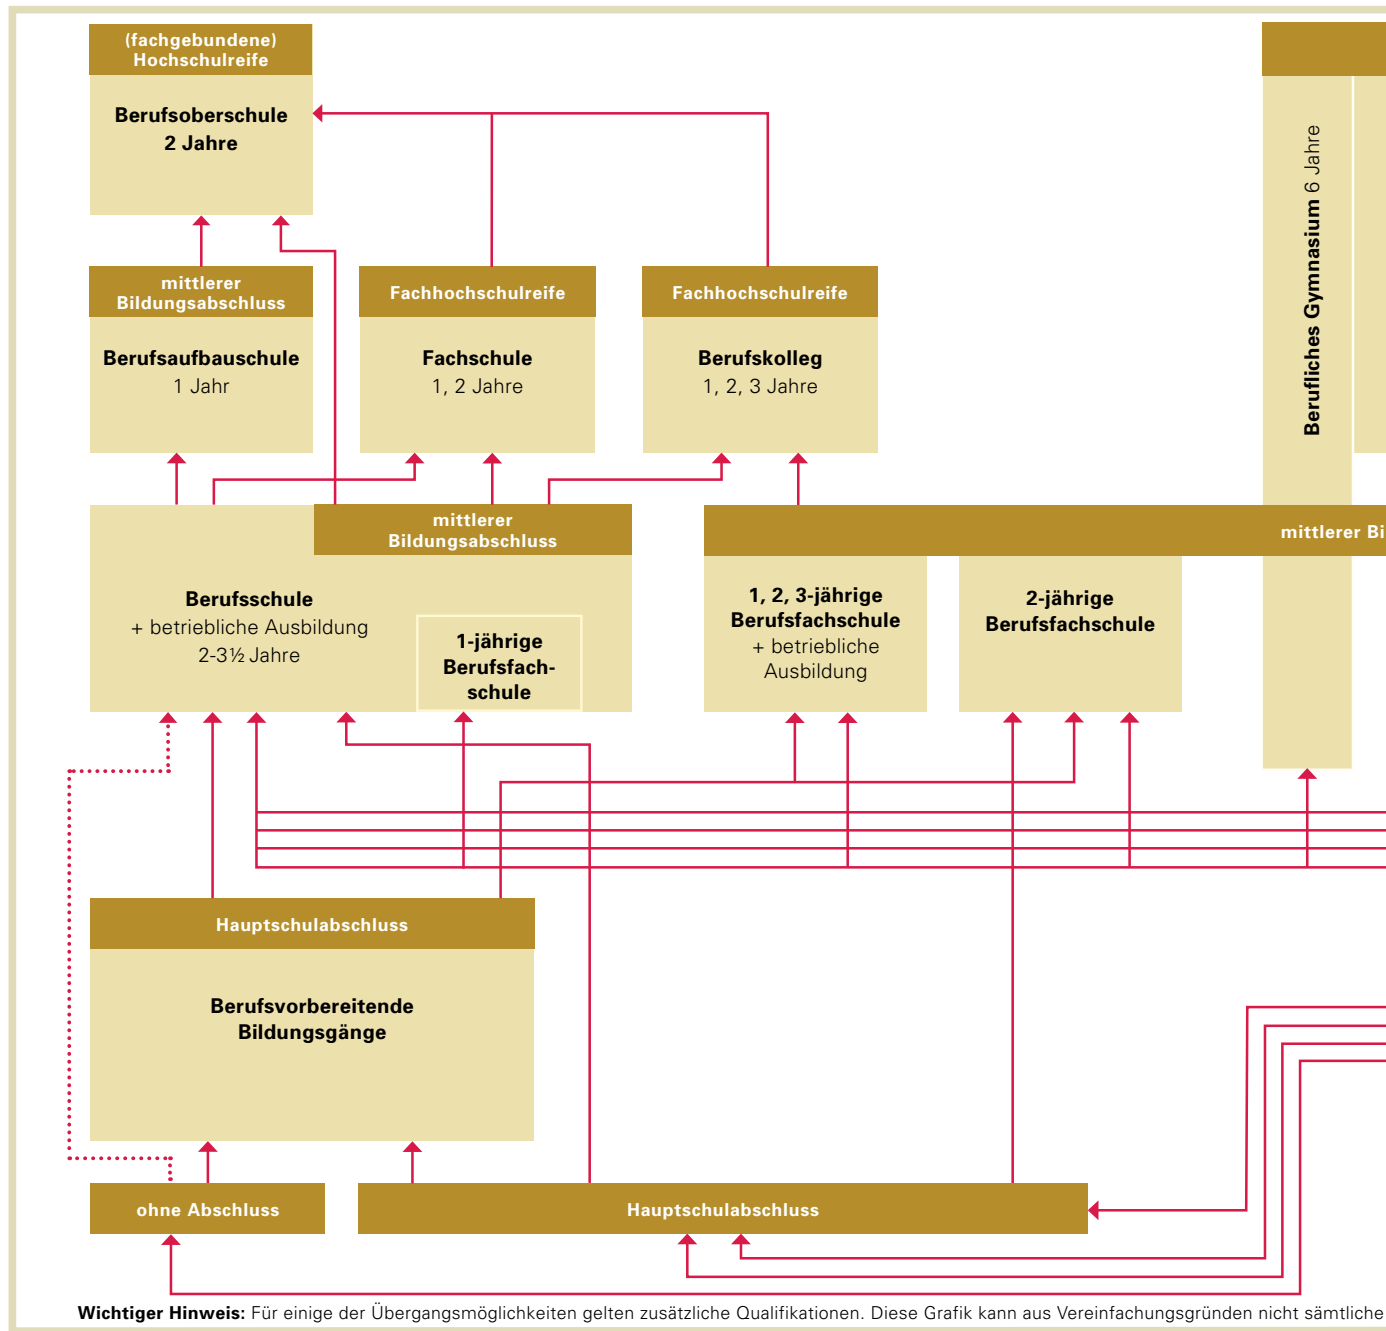 (fachgebundene)
Hochschulreife
Berufsoberschule
2 Jahre
Berufliches Gymnasium 6 Jahre
mittlerer
Bildungsabschluss
Berufsaufbauschule
1 Jahr
Fachhochschulreife
Fachschule
1, 2 Jahre
Fachhochschulreife
Berufskolleg
1, 2, 3 Jahre
mittlerer
Bildungsabschluss
Berufsschule
+ betriebliche Ausbildung
2-3½ Jahre
1-jährige
Berufsfach-
schule
mittlerer Bi
1, 2, 3-jährige
Berufsfachschule
+ betriebliche
Ausbildung
2-jährige
Berufsfachschule
Hauptschulabschluss
Berufsvorbereitende
Bildungsgänge
ohne Abschluss
Hauptschulabschluss
Wichtiger Hinweis: Für einige der Übergangsmöglichkeiten gelten zusätzliche Qualifikationen. Diese Grafik kann aus Vereinfachungsgründen nicht sämtliche